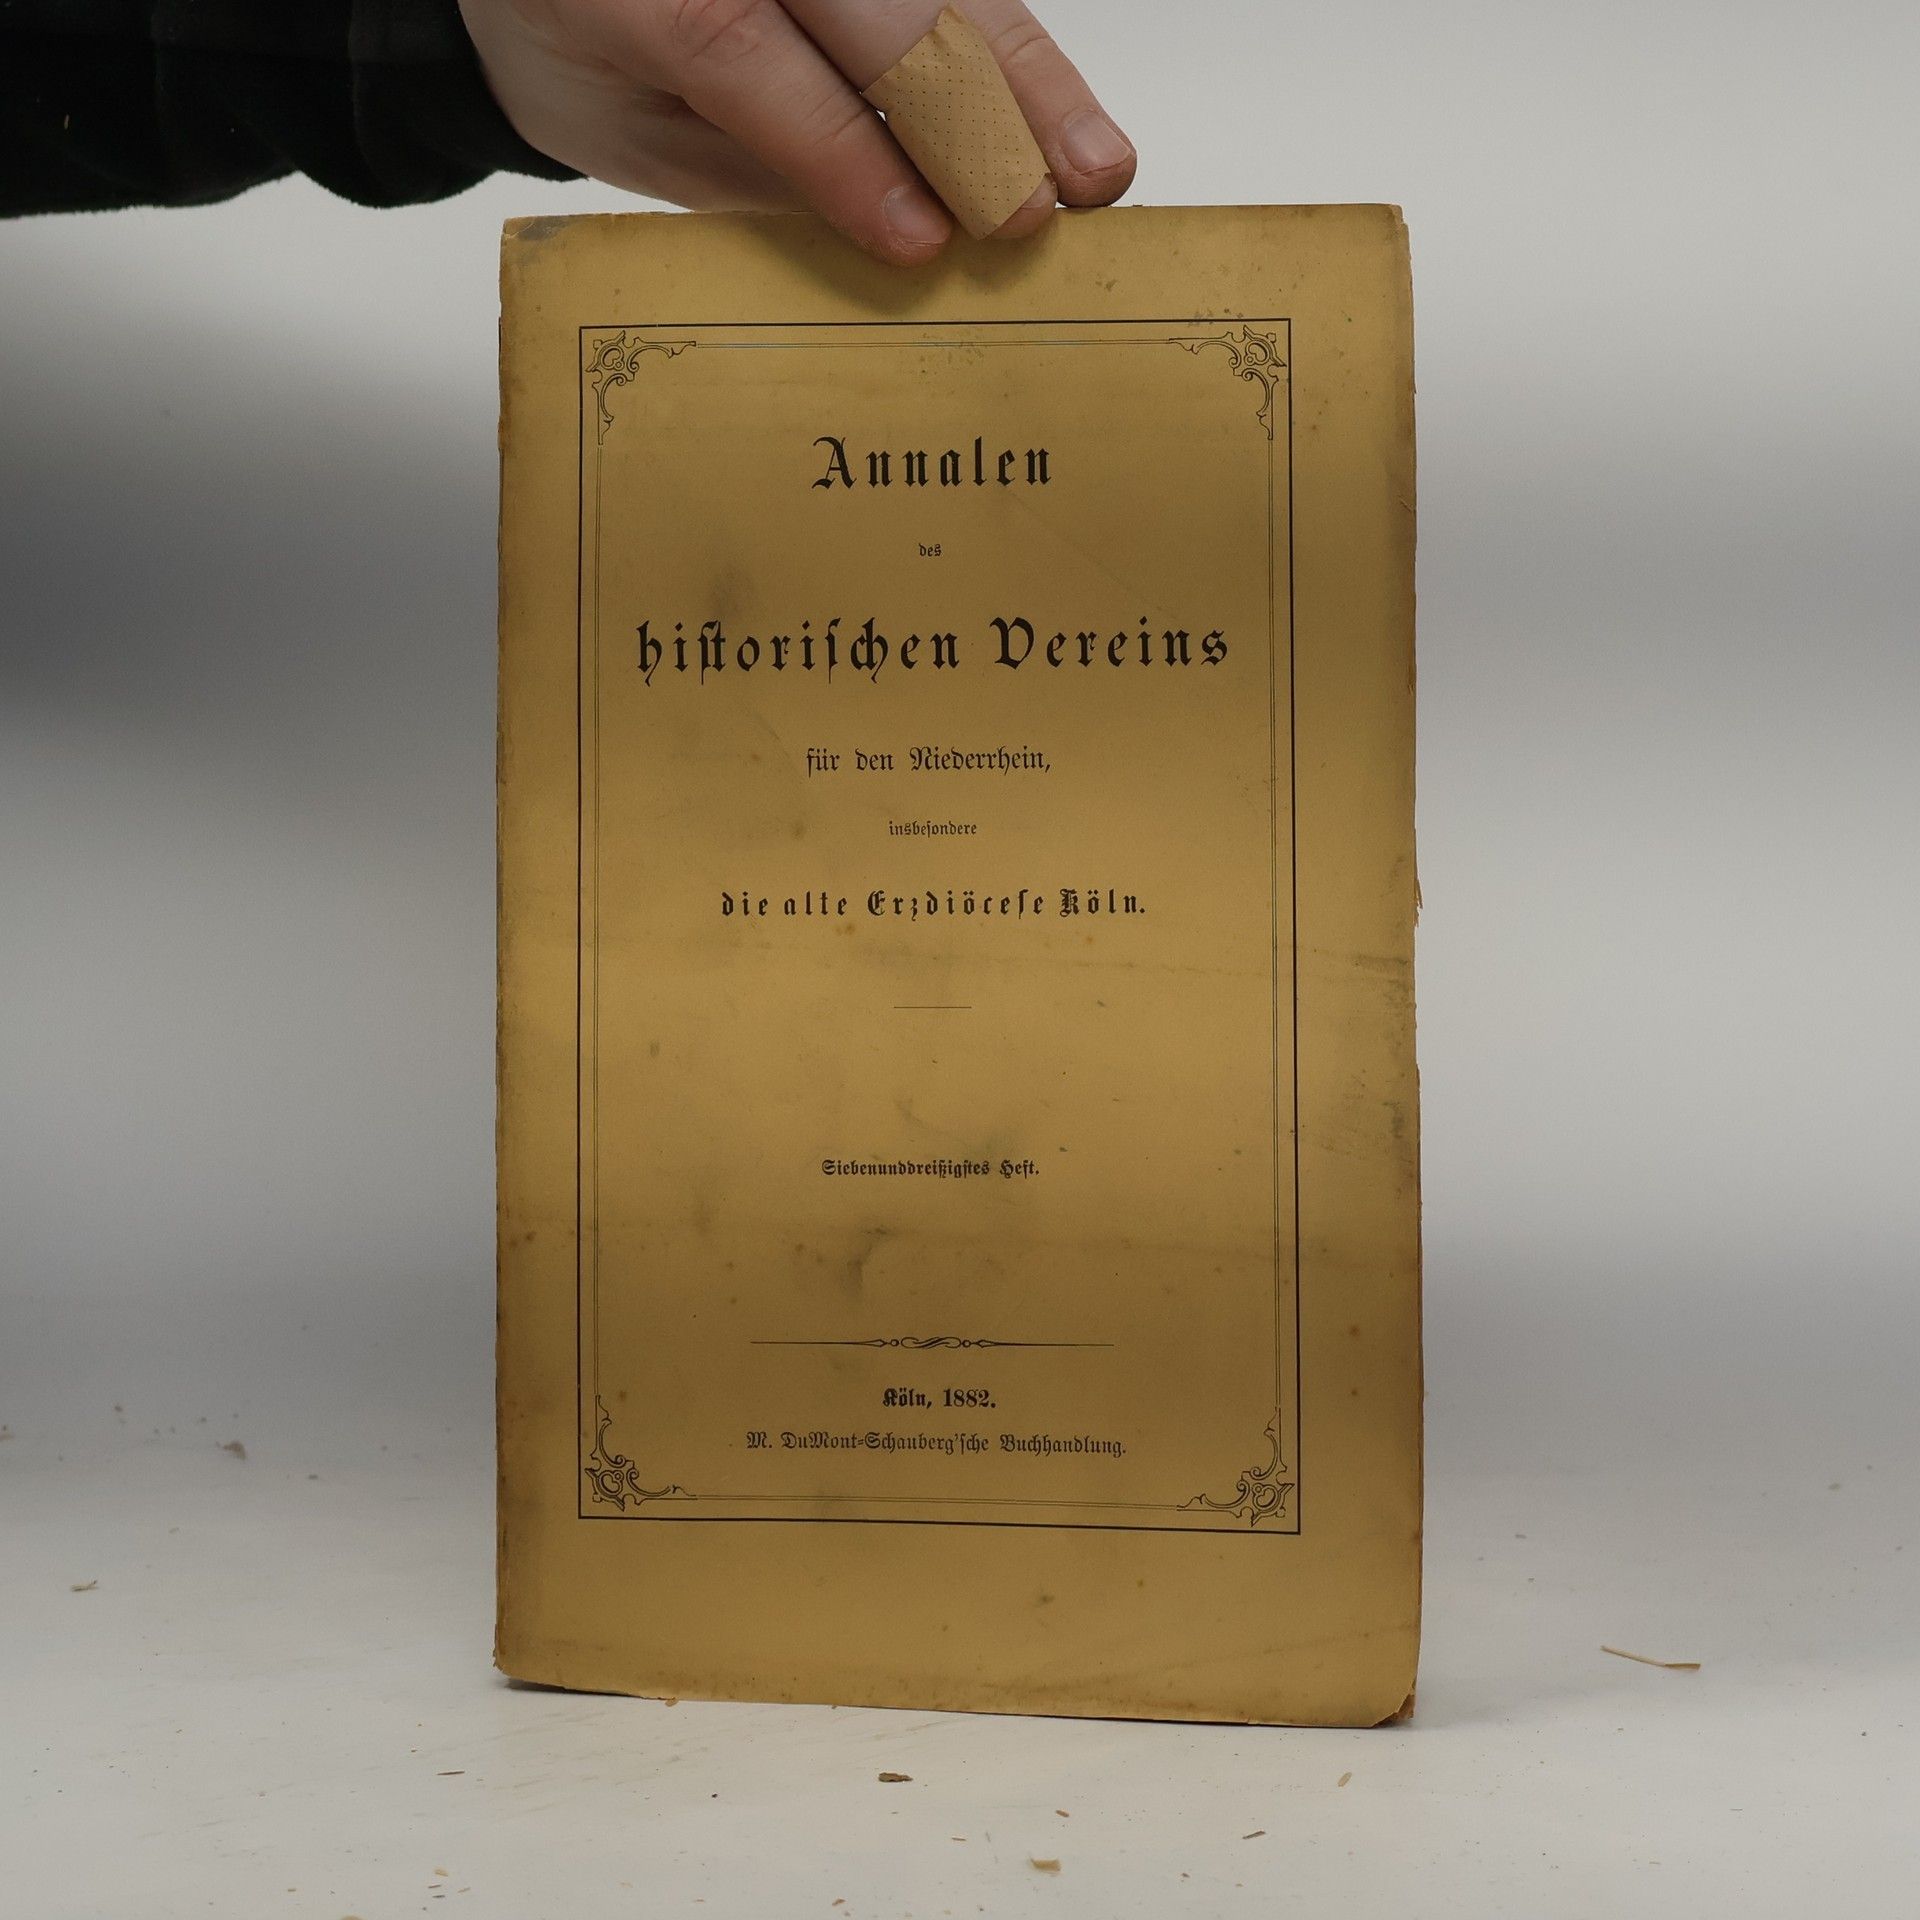 Annalen
des
hiſtoriſchen Vereins
für den Niederrhein,
insbeſondere
die alte Erzdiöceſe Köln.
Siebenunddreißigſtes Heft.
Köln, 1882.
M. DuMont-Schauberg'ſche Buchhandlung.